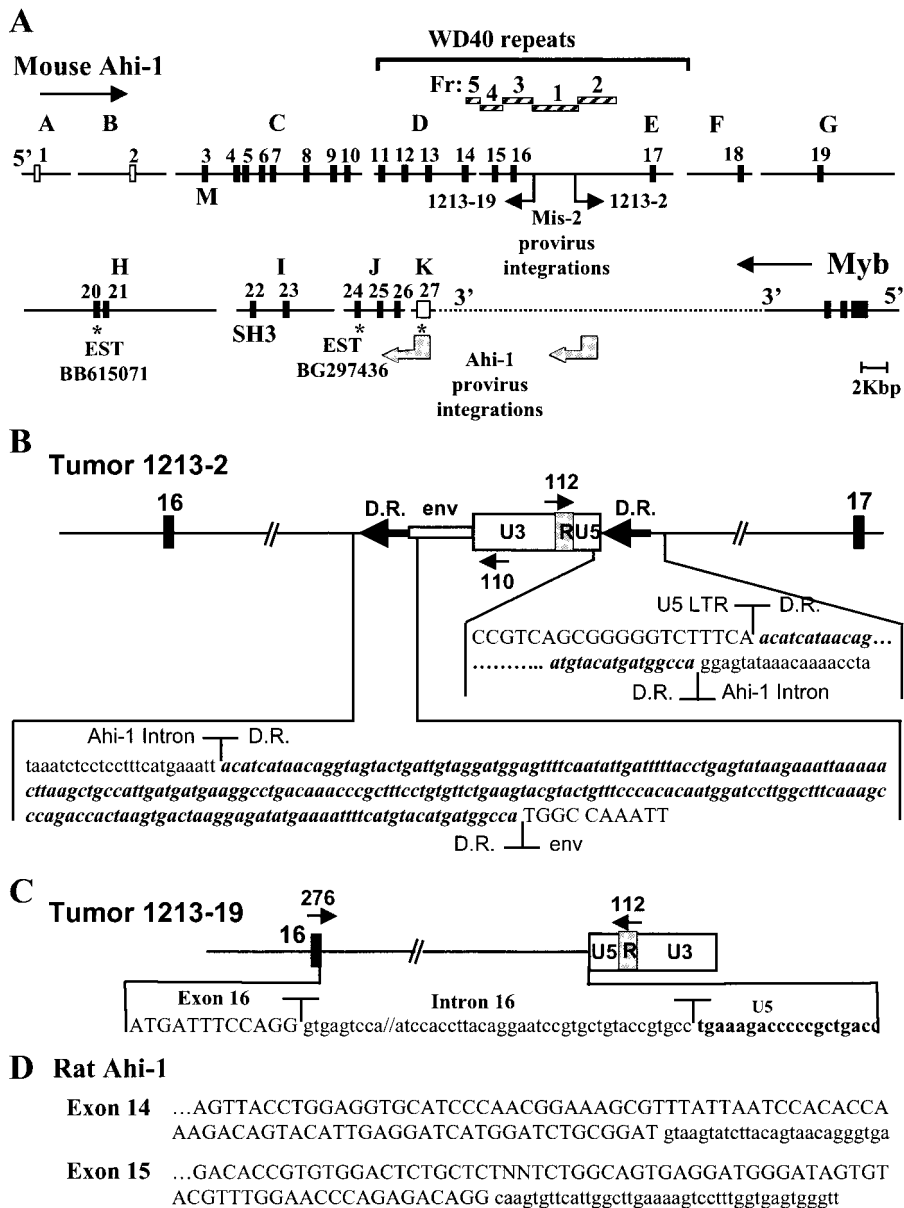 A
WD40 repeats
Mouse Ahi-1
Fr: 5 4 3 1 2
A B C D E F G
5’ 1 2 3 4 5 6 7 8 9 10 11 12 13 14 15 16 17 18 19
M
1213-19 1213-2
Mis-2
provirus
integrations
H I J K
Myb
20 21 22 23 24 25 26 27 3’ 3’ 5’
SH3
* * *
EST
BB615071
EST
BG297436
Ahi-1
provirus
integrations
2Kbp
B
Tumor 1213-2
16 D.R. env 112 D.R. 17
U3 R U5
110
U5 LTR D.R.
CCGTCAGCGGGGGTCTTTCA acatcataacag...
........... atgtacatgatggcca ggagtataaacaaaaccta
D.R. Ahi-1 Intron
Ahi-1 Intron D.R.
taaatctcctcctttcatgaaatt acatcataacaggtagtactgattgtaggatggagttttcaatattgatttttacctgagtataagaaattaaaaa
cttaagctgccattgatgatgaaggcctgacaaacccgctttcctgtgttctgaagtacgtactgtttcccacacaatggatccttggctttcaaagc
ccagaccactaagtgactaaggagatatgaaaattttcatgtacatgatggcca TGGC CAAATT
D.R. env
C
Tumor 1213-19
276 112
16 U5 R U3
Exon 16 Intron 16 U5
ATGATTTCCAGG gtgagtcca//atccaccttacaggaatccgtgctgtaccgtgcc tgaaagacccccgctgacc
D Rat Ahi-1
Exon 14 ...AGTTACCTGGAGGTGCATCCCAACGGAAAGCGTTTATTAATCCACACCA
AAGACAGTACATTGAGGATCATGGATCTGCGGAT gtaagtatcttacagtaacagggtga
Exon 15 ...GACACCGTGTGGACTCTGCTCTNNTCTGGCAGTGAGGATGGGATAGTGT
ACGTTTGGAACCCAGAGACAGG caagtgttcattggcttgaaaagtcctttggtgagtgggtt